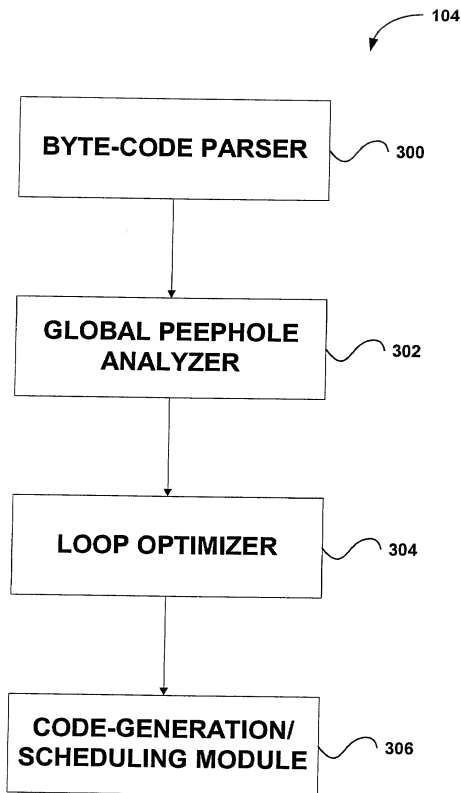 104
BYTE-CODE PARSER
300
GLOBAL PEEPHOLE
ANALYZER
302
LOOP OPTIMIZER
304
CODE-GENERATION/
SCHEDULING MODULE
306